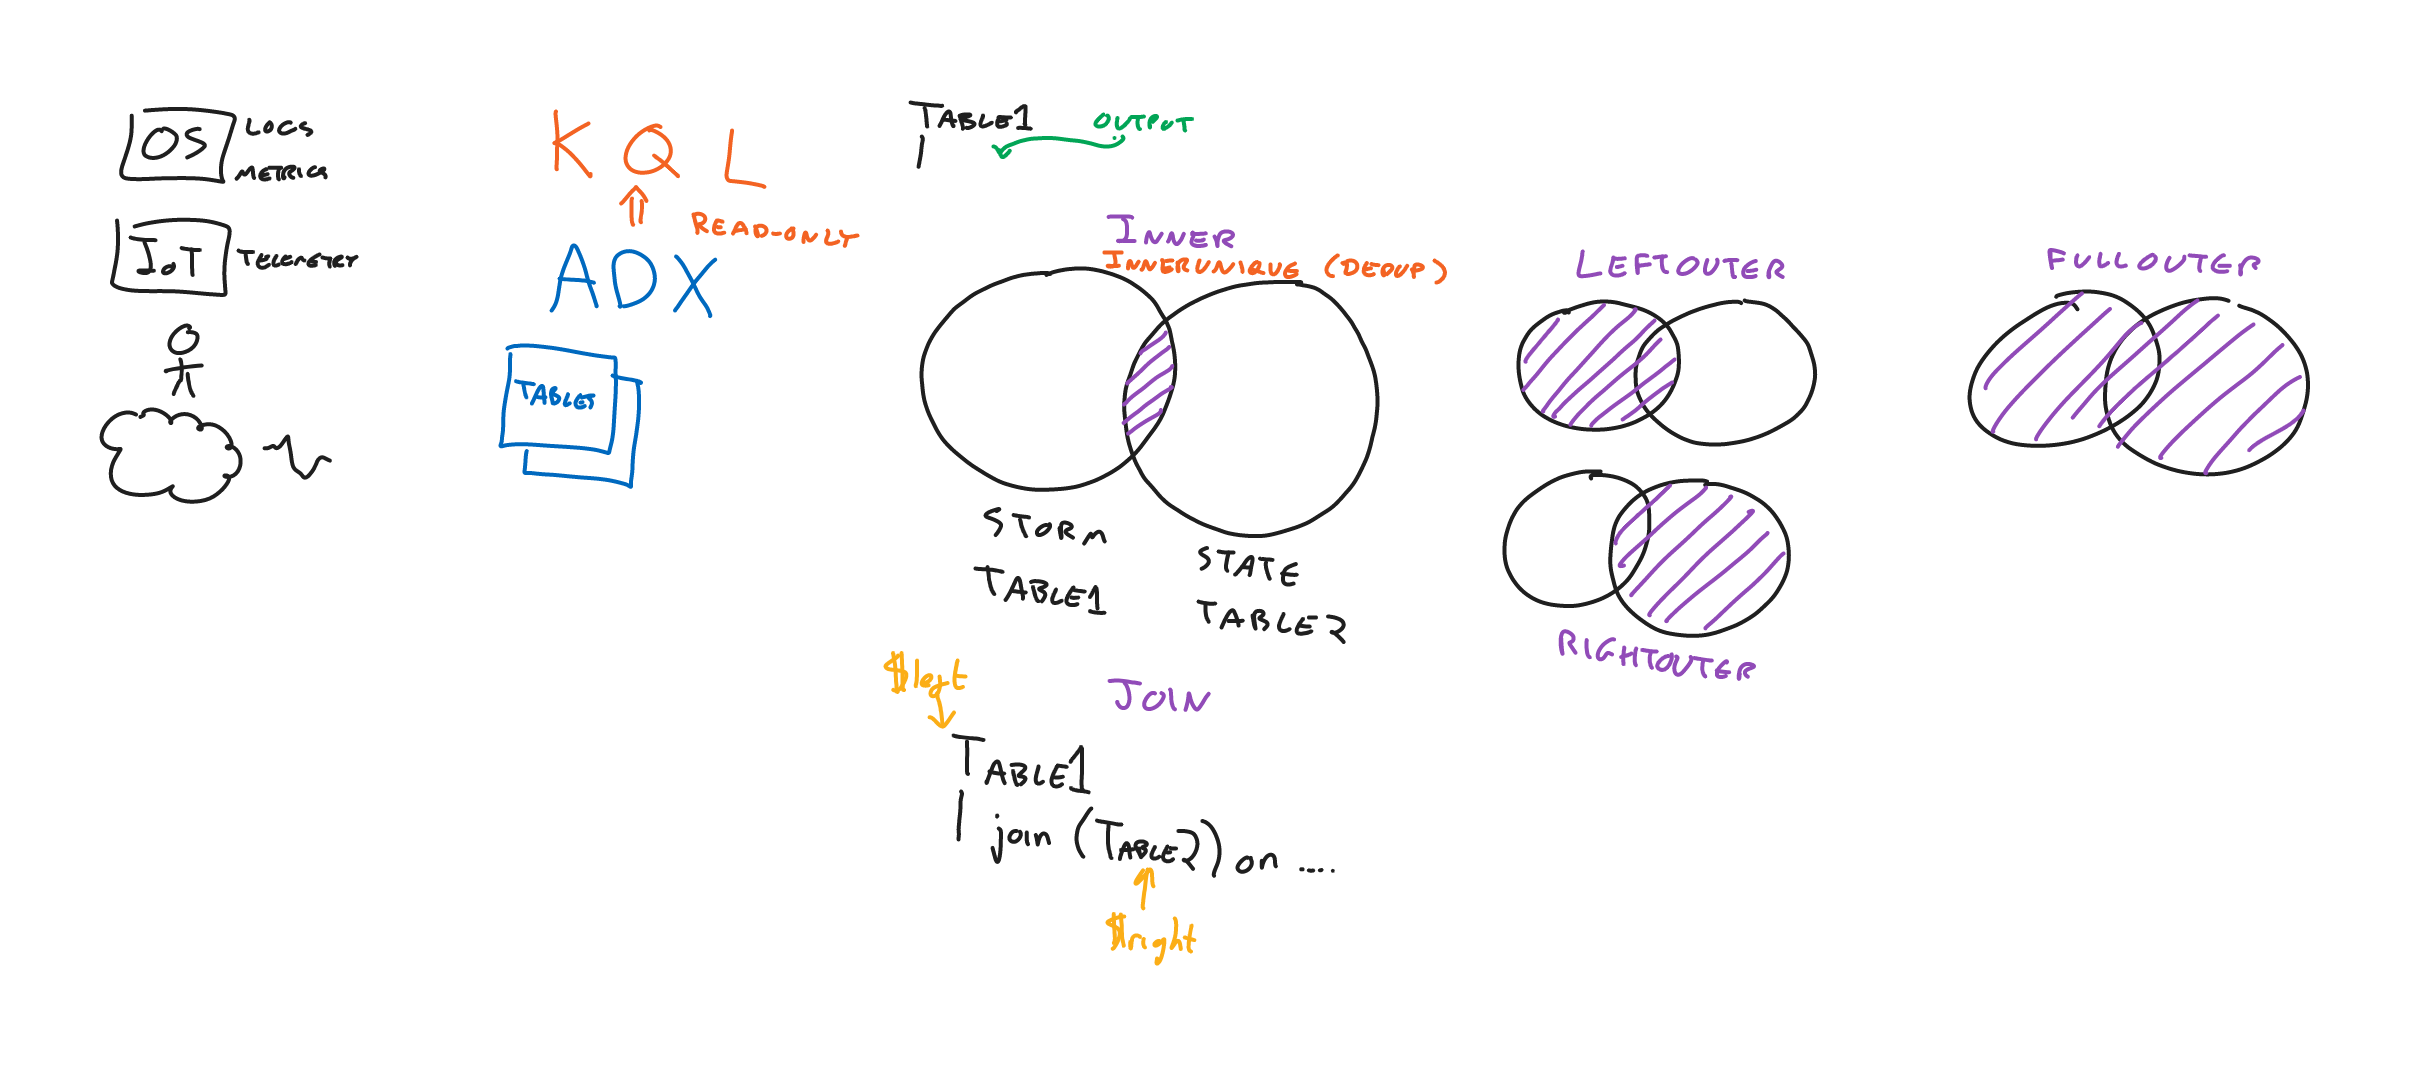 OS
LOGS
METRICS
IoT
TELEMETRY
KQL
READ-ONLY
ADX
TABLES
TABLE1
|
OUTPUT
INNER
INNERUNIQUE (DEDUP)
STORM
TABLE1
STATE
TABLE2
LEFTOUTER
RIGHTOUTER
FULLOUTER
JOIN
$left
TABLE1
| join (TABLE2) on ....
$right